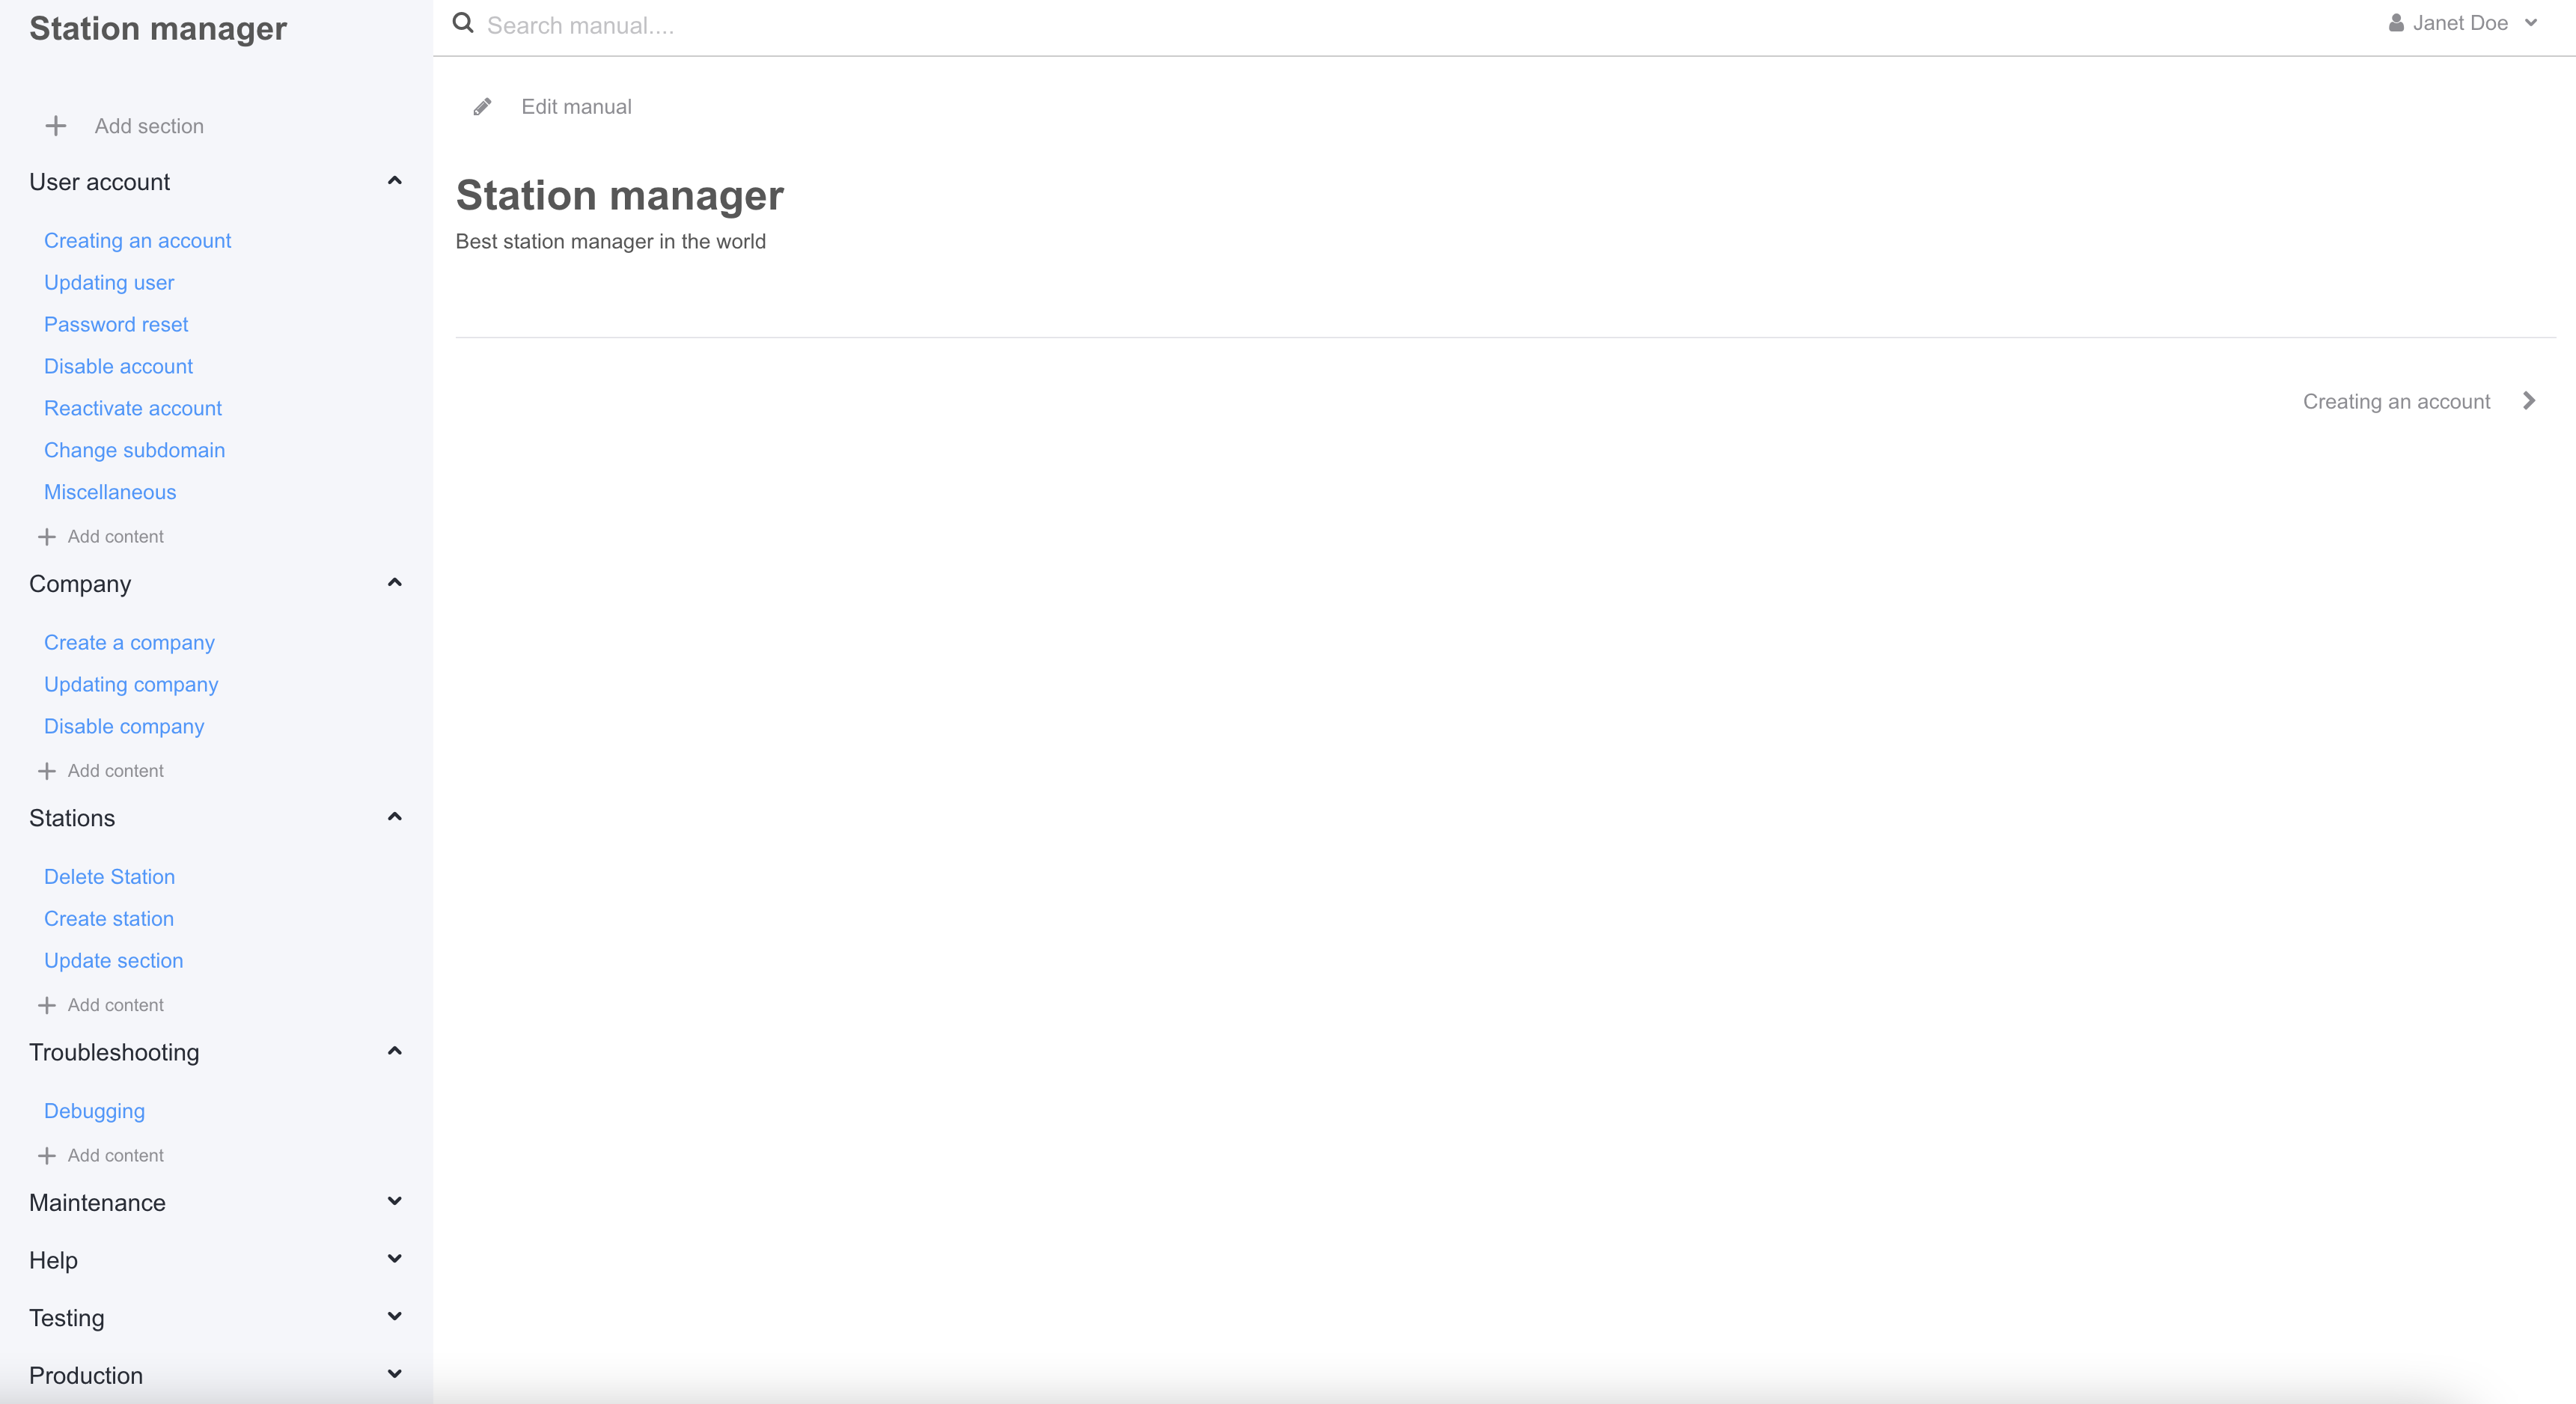 Station manager
Add section
User account
Creating an account
Updating user
Password reset
Disable account
Reactivate account
Change subdomain
Miscellaneous
Add content
Company
Create a company
Updating company
Disable company
Add content
Stations
Delete Station
Create station
Update section
Add content
Troubleshooting
Debugging
Add content
Maintenance
Help
Testing
Production
Search manual....
Janet Doe
Edit manual
Station manager
Best station manager in the world
Creating an account